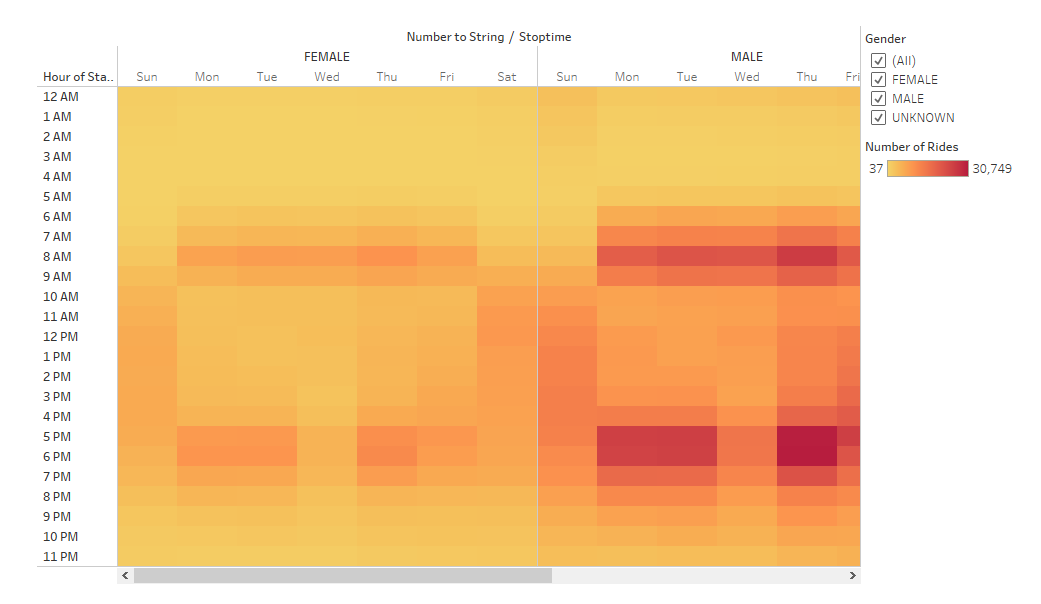 Number to String / Stoptime
FEMALE MALE
Hour of Sta.. Sun Mon Tue Wed Thu Fri Sat Sun Mon Tue Wed Thu Fri
12 AM
1 AM
2 AM
3 AM
4 AM
5 AM
6 AM
7 AM
8 AM
9 AM
10 AM
11 AM
12 PM
1 PM
2 PM
3 PM
4 PM
5 PM
6 PM
7 PM
8 PM
9 PM
10 PM
11 PM
Gender
(All)
FEMALE
MALE
UNKNOWN
Number of Rides
37 30,749